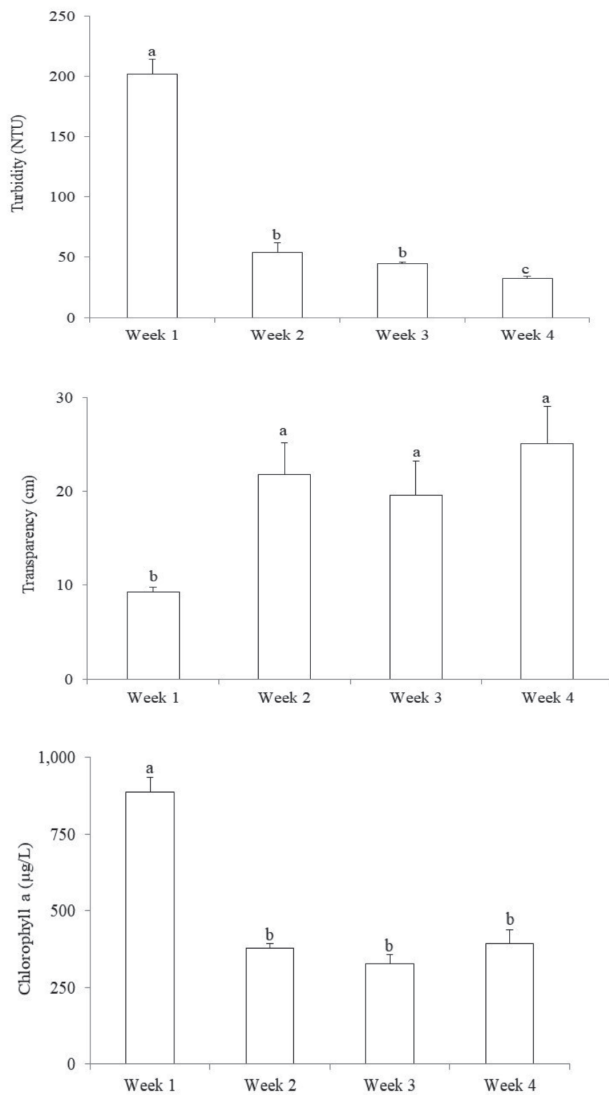 250
a
200
150
Turbidity (NTU)
100
b
b
50
c
0
Week 1 Week 2 Week 3 Week 4
30
a
a
a
20
Transparency (cm)
b
10
0
Week 1 Week 2 Week 3 Week 4
1,000
a
750
Chlorophyll a (µg/L)
500
b
b
b
250
0
Week 1 Week 2 Week 3 Week 4